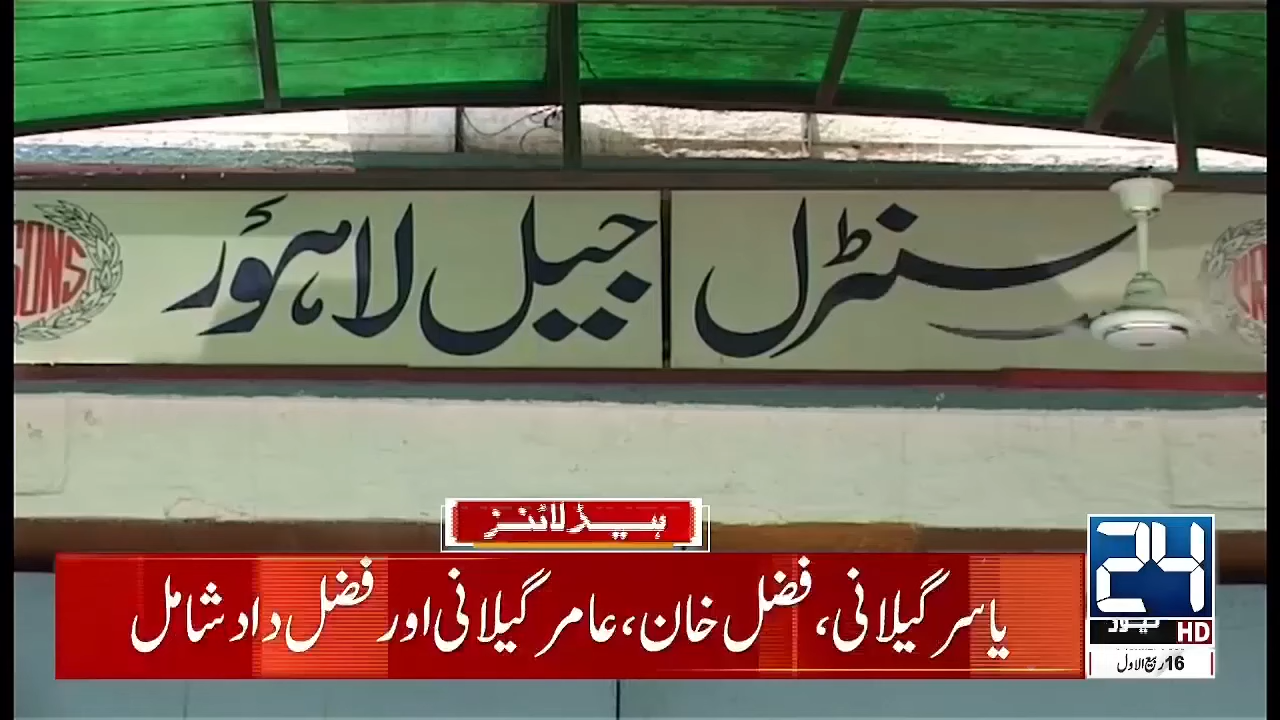 سنٹرل جیل لاہور
ہیڈلائنز
یاسر گیلانی، فضل خان، عامر گیلانی اور فضل داد شامل
24
نیوز HD
16 ربیع الاول